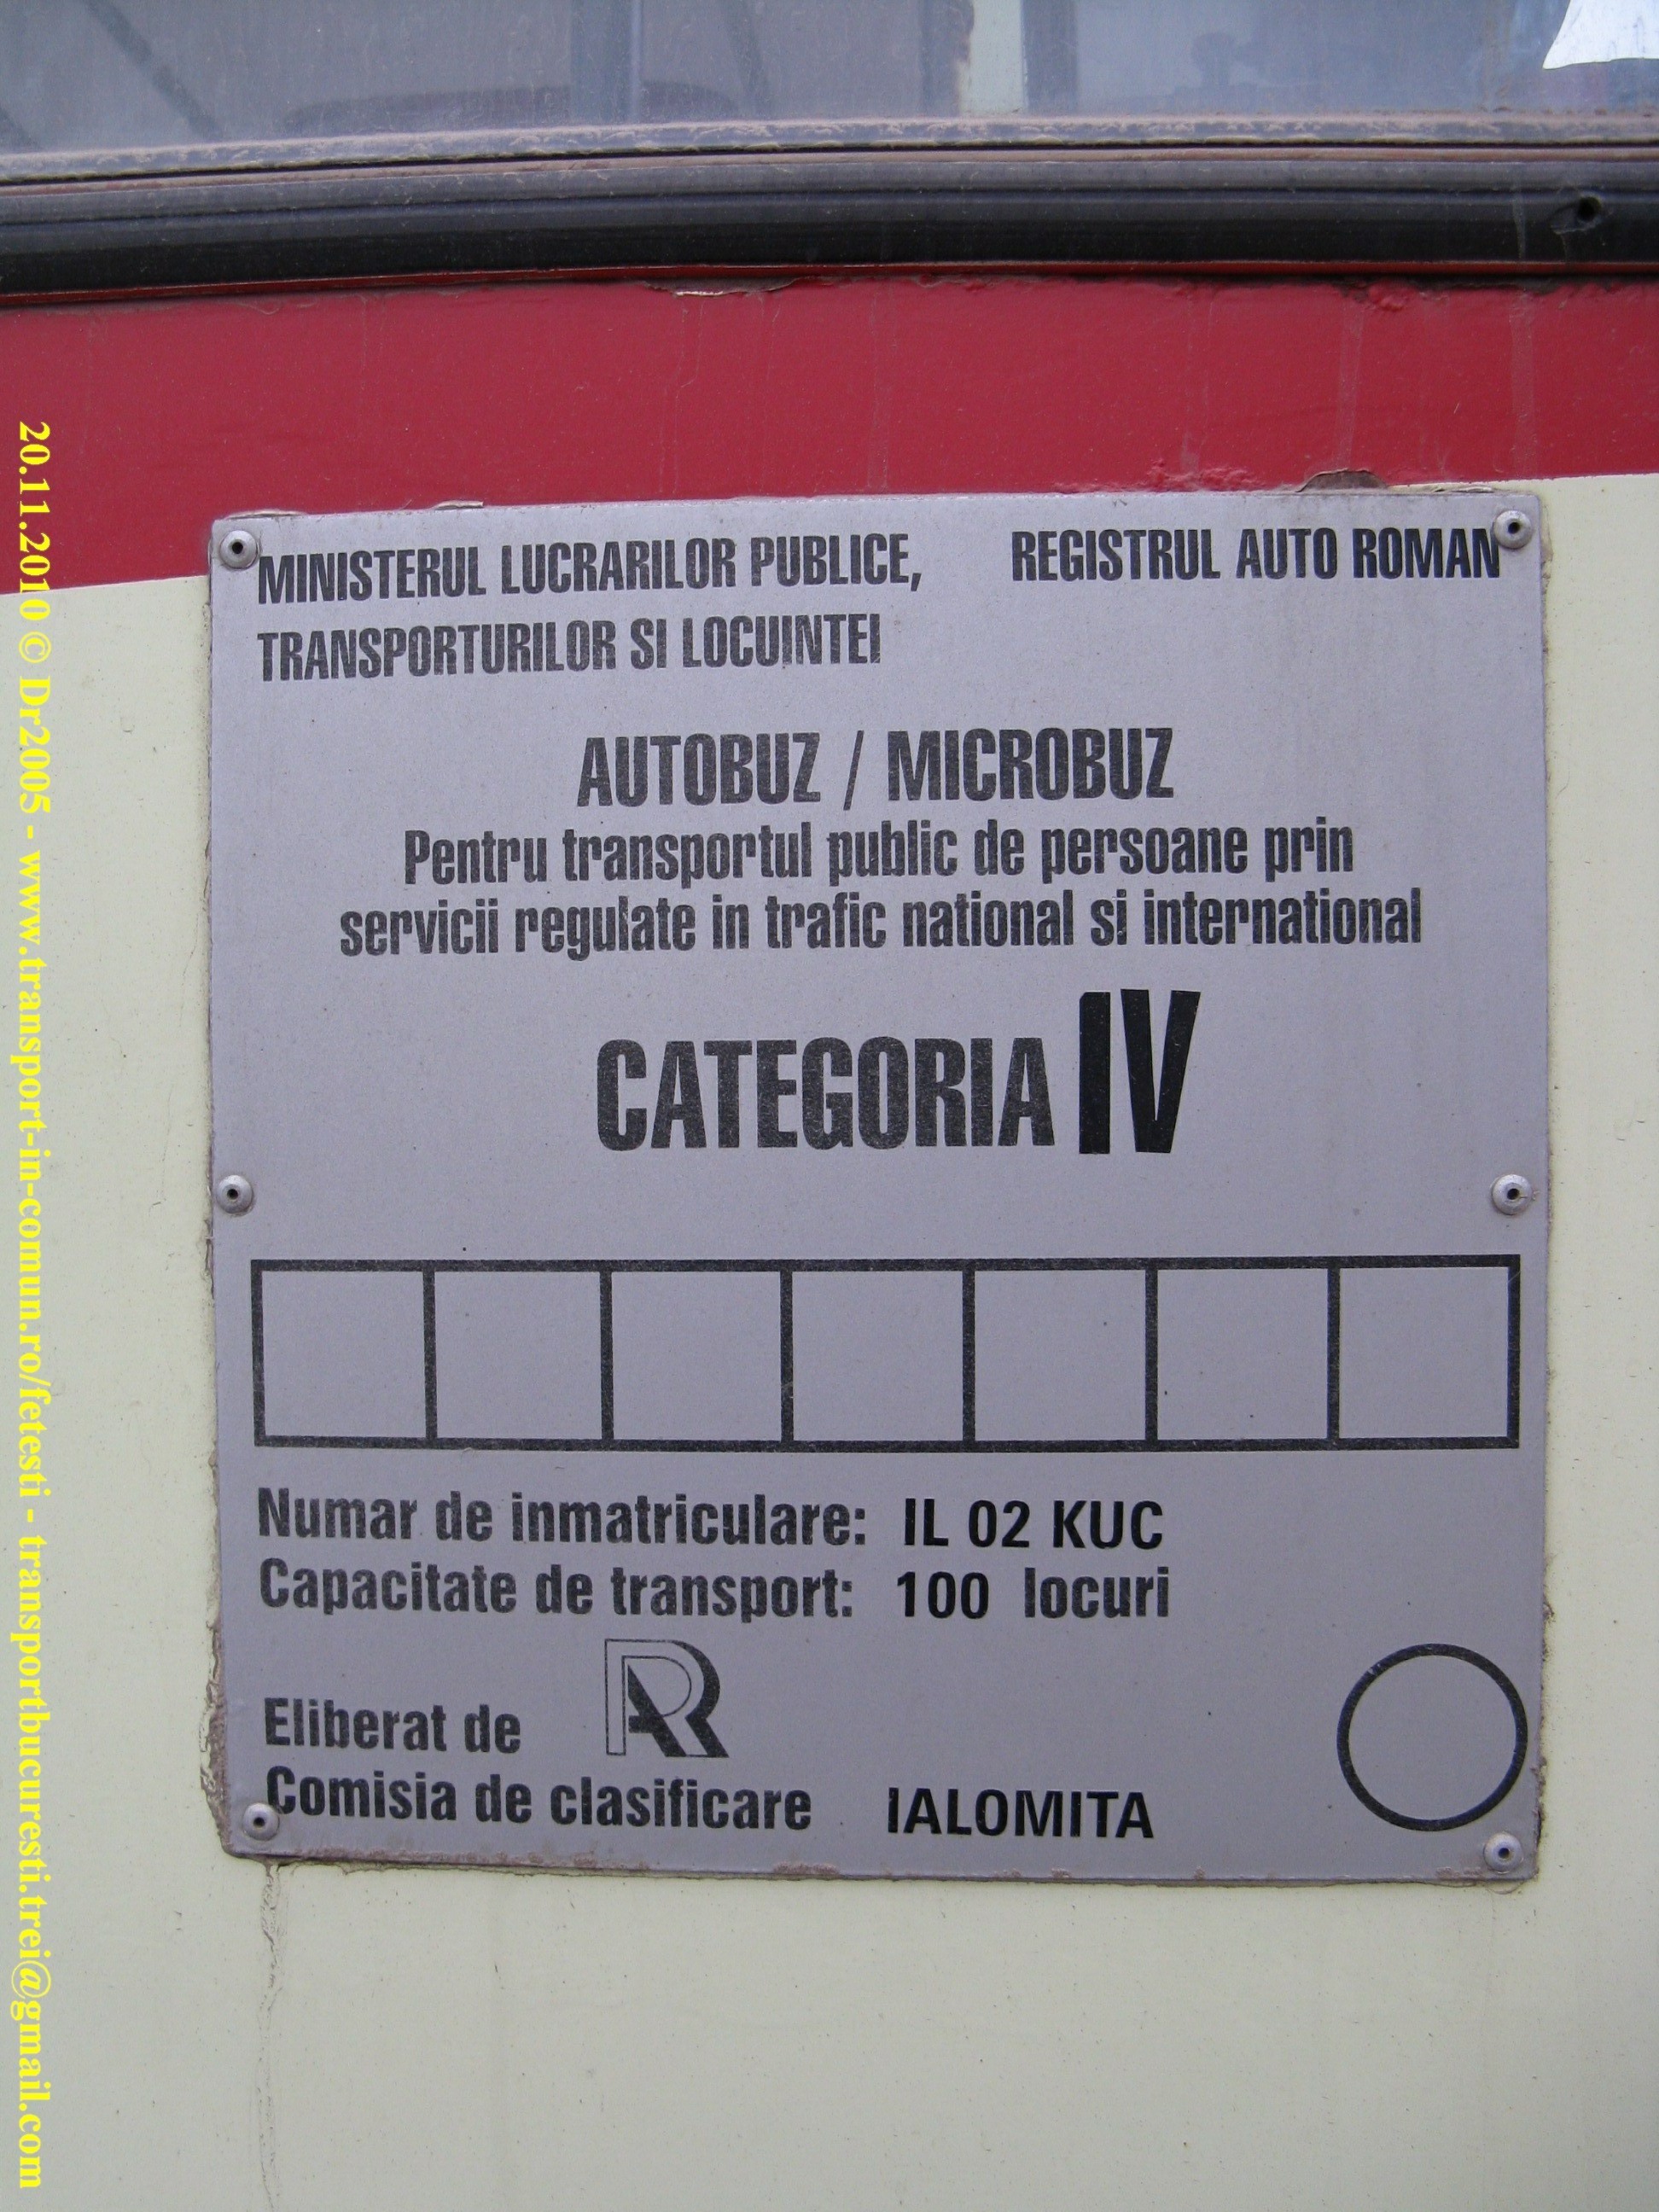 MINISTERUL LUCRARILOR PUBLICE,
TRANSPORTURILOR SI LOCUINTEI
REGISTRUL AUTO ROMAN
AUTOBUZ / MICROBUZ
Pentru transportul public de persoane prin
servicii regulate in trafic national si international
CATEGORIA IV
Numar de inmatriculare: IL 02 KUC
Capacitate de transport: 100 locuri
Eliberat de RAR
Comisia de clasificare IALOMITA
20.11.2010 © Dr2005 - www.transport-in-comun.ro/fetesti - transportbucuresti.trei@gmail.com